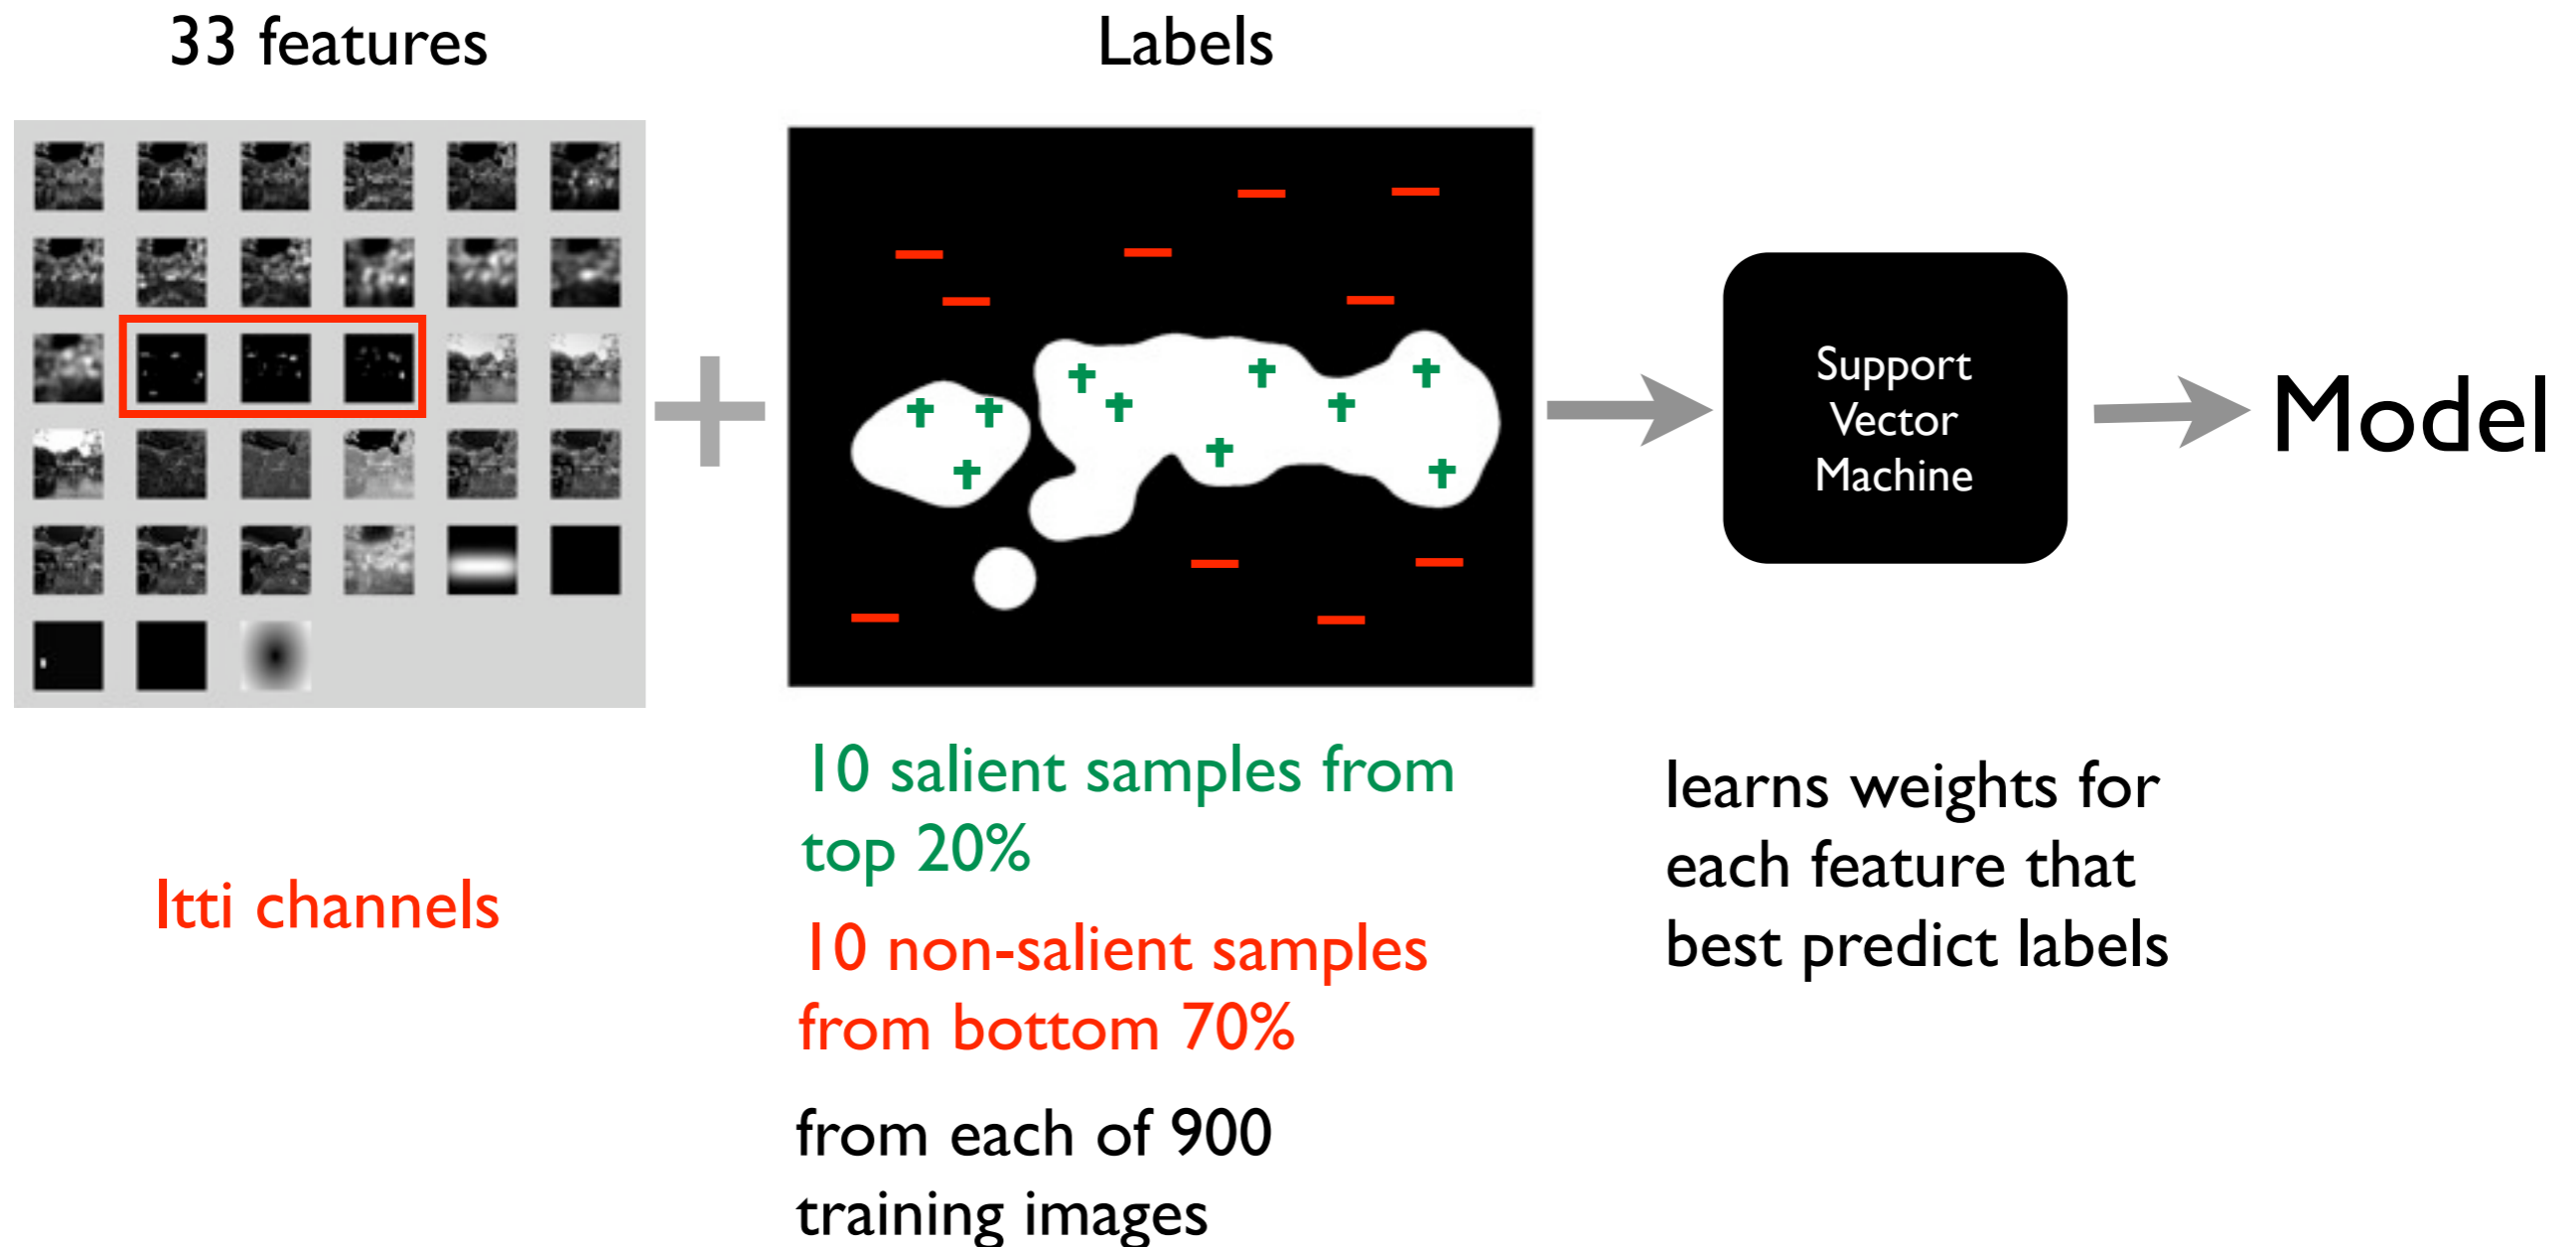 33 features
Labels
Support
Vector
Machine
Model
Itti channels
10 salient samples from
top 20%
10 non-salient samples
from bottom 70%
from each of 900
training images
learns weights for
each feature that
best predict labels